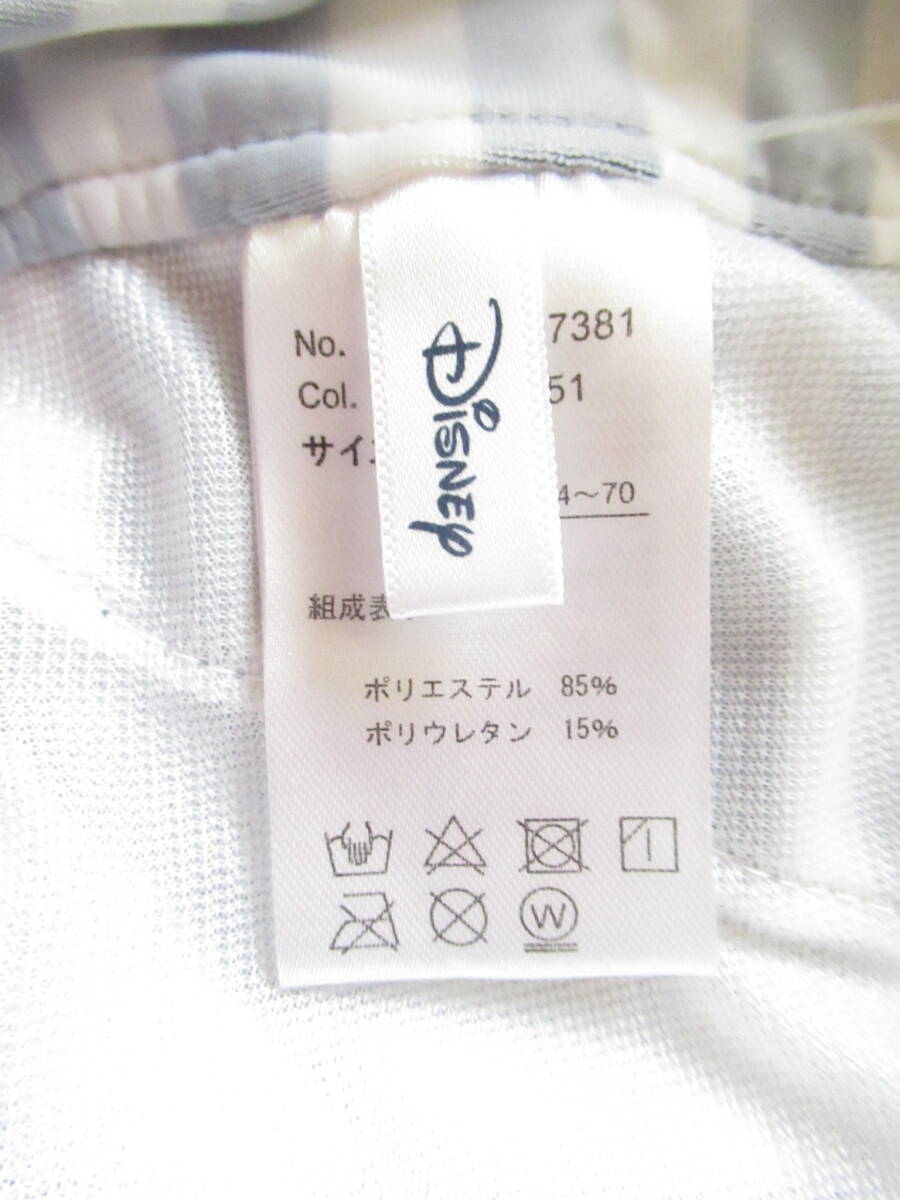 No. 7381
Col. 51
サイ
4～70
Disney
組成表
ポリエステル 85%
ポリウレタン 15%
W